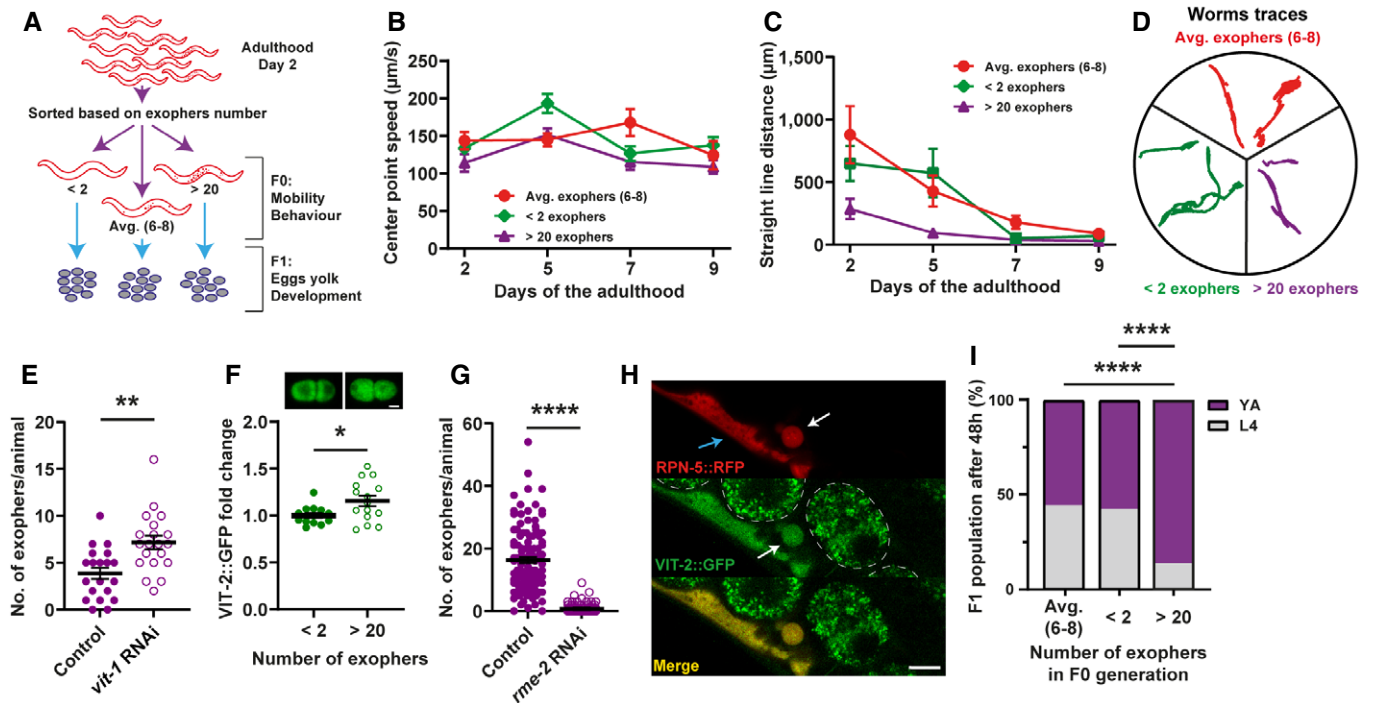 A
Adulthood
Day 2
Sorted based on exophers number
< 2
> 20
Avg. (6-8)
F0:
Mobility
Behaviour
F1:
Eggs yolk
Development
B
Center point speed (µm/s)
250
200
150
100
50
0
Avg. exophers (6-8)
< 2 exophers
> 20 exophers
2 5 7 9
Days of the adulthood
C
Straight line distance (µm)
1,500
1,000
500
0
Avg. exophers (6-8)
< 2 exophers
> 20 exophers
2 5 7 9
Days of the adulthood
D
Worms traces
Avg. exophers (6-8)
< 2 exophers > 20 exophers
E
No. of exophers/animal
20
15
10
5
0
**
Control
vit-1 RNAi
F
VIT-2::GFP fold change
2.0
1.5
1.0
0.5
0.0
*
< 2 > 20
Number of exophers
G
No. of exophers/animal
60
40
20
0
****
Control
rme-2 RNAi
H
RPN-5::RFP
VIT-2::GFP
Merge
I
F1 population after 48h (%)
100
50
0
****
****
YA
L4
Avg.
(6-8)
< 2
> 20
Number of exophers
in F0 generation